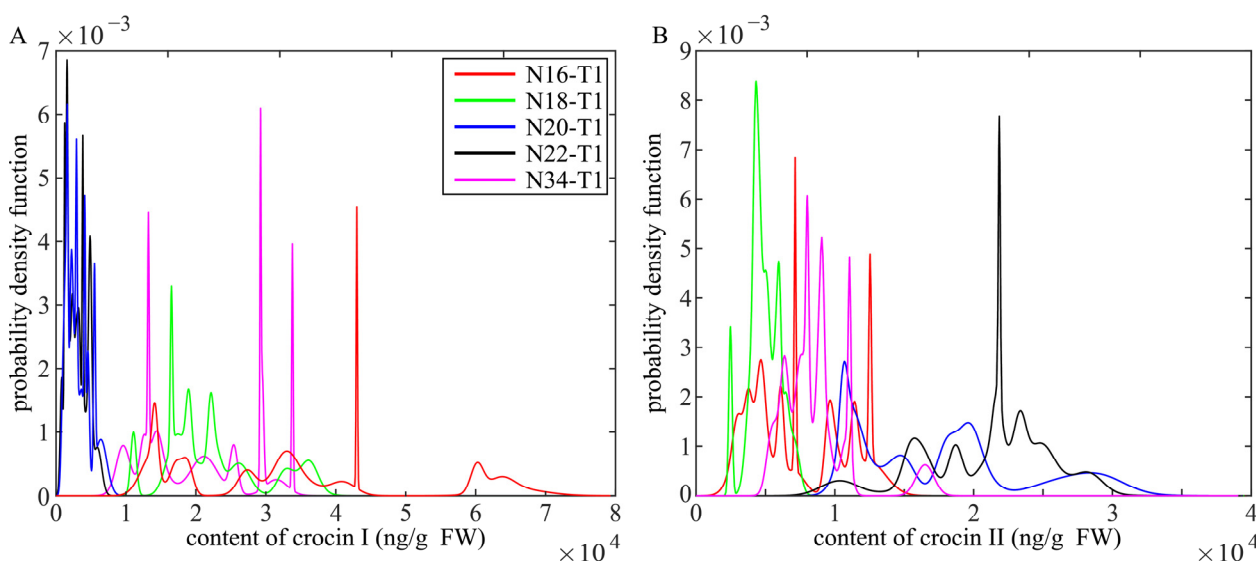 A
×10⁻³
7
6
5
4
3
2
1
0
probability density function
0 1 2 3 4 5 6 7 8
content of crocin I (ng/g FW)
×10⁴
N16-T1
N18-T1
N20-T1
N22-T1
N34-T1
B
×10⁻³
9
8
7
6
5
4
3
2
1
0
probability density function
0 1 2 3 4
content of crocin II (ng/g FW)
×10⁴